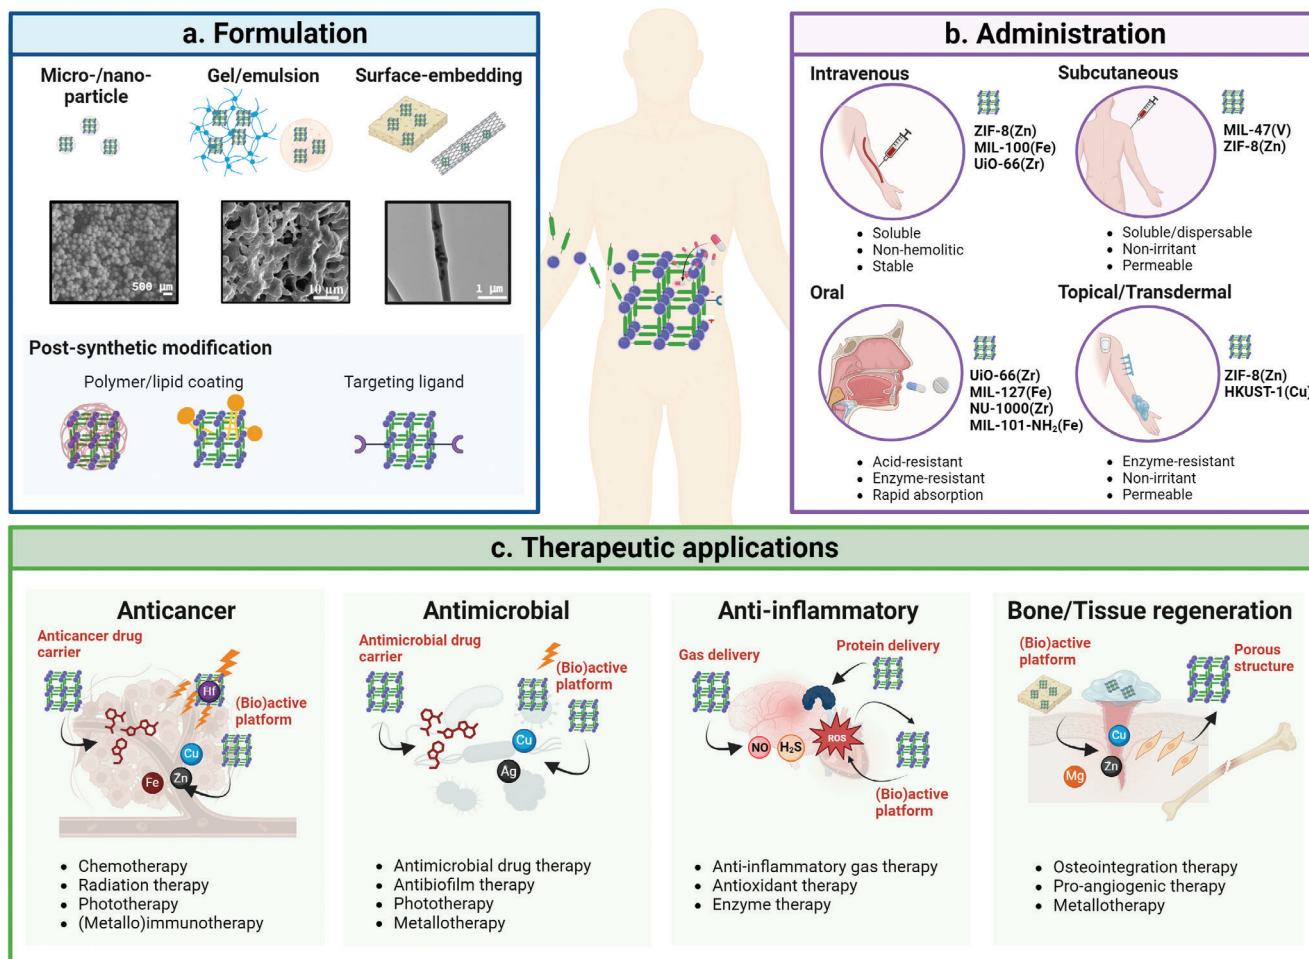 a. Formulation
Micro-/nano-
particle
Gel/emulsion
Surface-embedding
500 µm
10 µm
1 µm
Post-synthetic modification
Polymer/lipid coating
Targeting ligand
b. Administration
Intravenous
ZIF-8(Zn)
MIL-100(Fe)
UiO-66(Zr)
• Soluble
• Non-hemolitic
• Stable
Subcutaneous
MIL-47(V)
ZIF-8(Zn)
• Soluble/dispersable
• Non-irritant
• Permeable
Oral
UiO-66(Zr)
MIL-127(Fe)
NU-1000(Zr)
MIL-101-NH₂(Fe)
• Acid-resistant
• Enzyme-resistant
• Rapid absorption
Topical/Transdermal
ZIF-8(Zn)
HKUST-1(Cu)
• Enzyme-resistant
• Non-irritant
• Permeable
c. Therapeutic applications
Anticancer
Anticancer drug
carrier
Hf
(Bio)active
platform
Cu
Zn
Fe
• Chemotherapy
• Radiation therapy
• Phototherapy
• (Metallo)immunotherapy
Antimicrobial
Antimicrobial drug
carrier
(Bio)active
platform
Cu
Ag
• Antimicrobial drug therapy
• Antibiofilm therapy
• Phototherapy
• Metallotherapy
Anti-inflammatory
Gas delivery
Protein delivery
NO
H₂S
ROS
(Bio)active
platform
• Anti-inflammatory gas therapy
• Antioxidant therapy
• Enzyme therapy
Bone/Tissue regeneration
(Bio)active
platform
Porous
structure
Cu
Zn
Mg
• Osteointegration therapy
• Pro-angiogenic therapy
• Metallotherapy